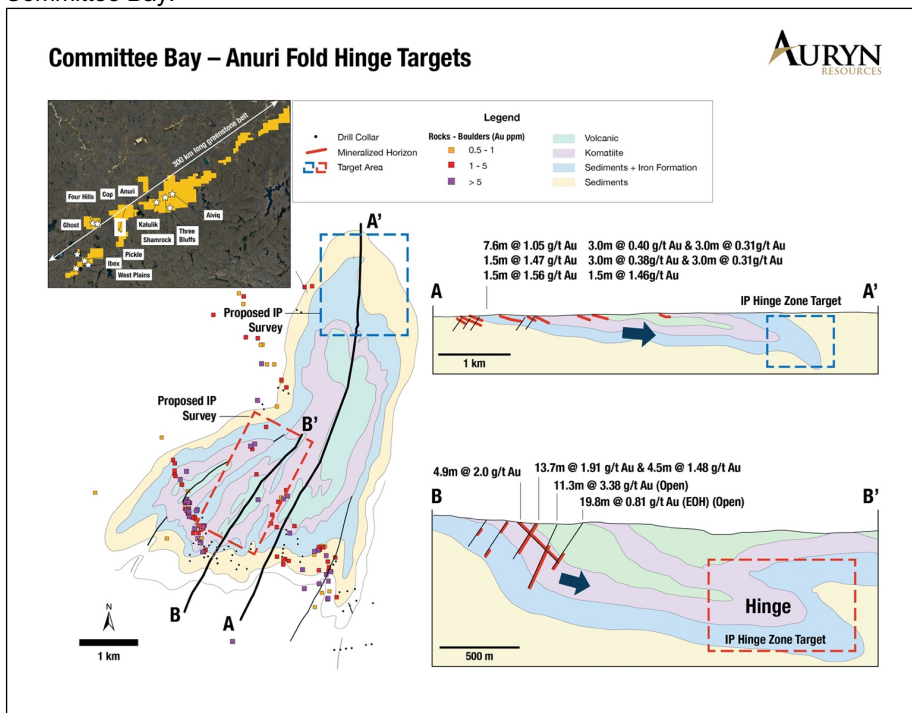 Committee Bay.
Committee Bay – Anuri Fold Hinge Targets
AURYN
RESOURCES
300 km long greenstone belt
Four Hills
Cop
Anuri
Ghost
Kalulik
Shamrock
Three
Bluffs
Aiviq
Pickle
Ibex
West Plains
Legend
Drill Collar
Mineralized Horizon
Target Area
Rocks - Boulders (Au ppm)
0.5 - 1
1 - 5
> 5
Volcanic
Komatiite
Sediments + Iron Formation
Sediments
A'
Proposed IP
Survey
Proposed IP
Survey
B'
B
A
N
1 km
7.6m @ 1.05 g/t Au 3.0m @ 0.40 g/t Au & 3.0m @ 0.31g/t Au
1.5m @ 1.47 g/t Au 3.0m @ 0.38g/t Au & 3.0m @ 0.31g/t Au
1.5m @ 1.56 g/t Au 1.5m @ 1.46g/t Au
A
A'
IP Hinge Zone Target
1 km
4.9m @ 2.0 g/t Au
13.7m @ 1.91 g/t Au & 4.5m @ 1.48 g/t Au
11.3m @ 3.38 g/t Au (Open)
19.8m @ 0.81 g/t Au (EOH) (Open)
B
B'
Hinge
IP Hinge Zone Target
500 m